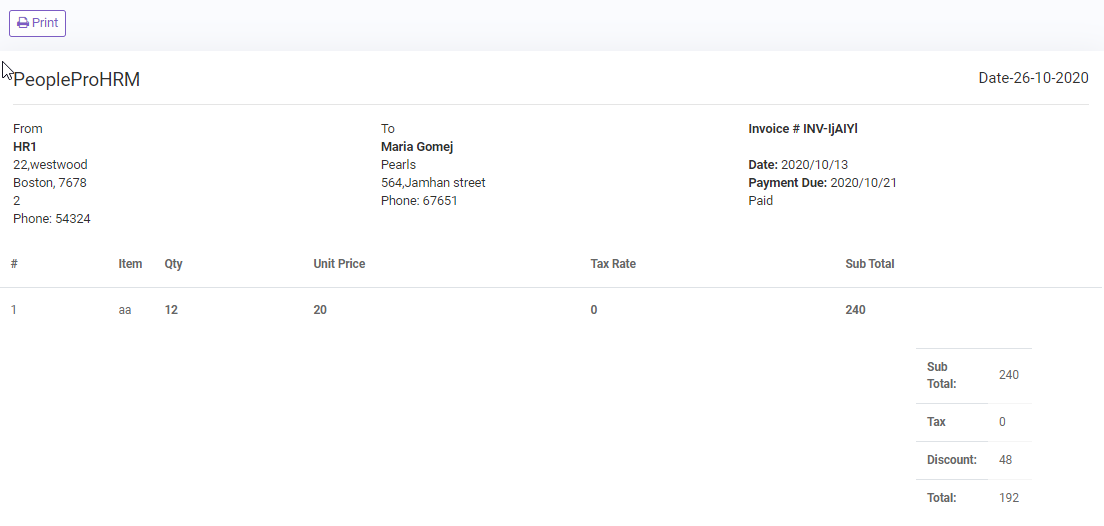 Print
PeopleProHRM
Date-26-10-2020
From
HR1
22,westwood
Boston, 7678
2
Phone: 54324
To
Maria Gomej
Pearls
564,Jamhan street
Phone: 67651
Invoice # INV-IjAIYl
Date: 2020/10/13
Payment Due: 2020/10/21
Paid
# Item Qty Unit Price Tax Rate Sub Total
1 aa 12 20 0 240
Sub
Total: 240
Tax 0
Discount: 48
Total: 192